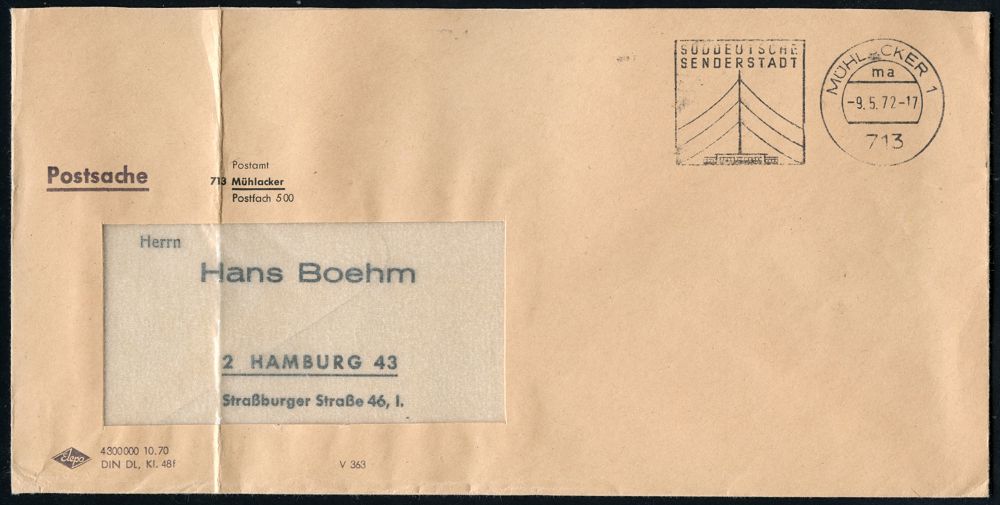 SÜDDEUTSCHE
SENDERSTADT
MÜHLACKER 1
ma
-9.5.72-17
713
Postsache
Postamt
713 Mühlacker
Postfach 500
Herrn
Hans Boehm
2 HAMBURG 43
Straßburger Straße 46, I.
Elepa
4300000 10.70
DIN DL, Kl. 48f
V 363